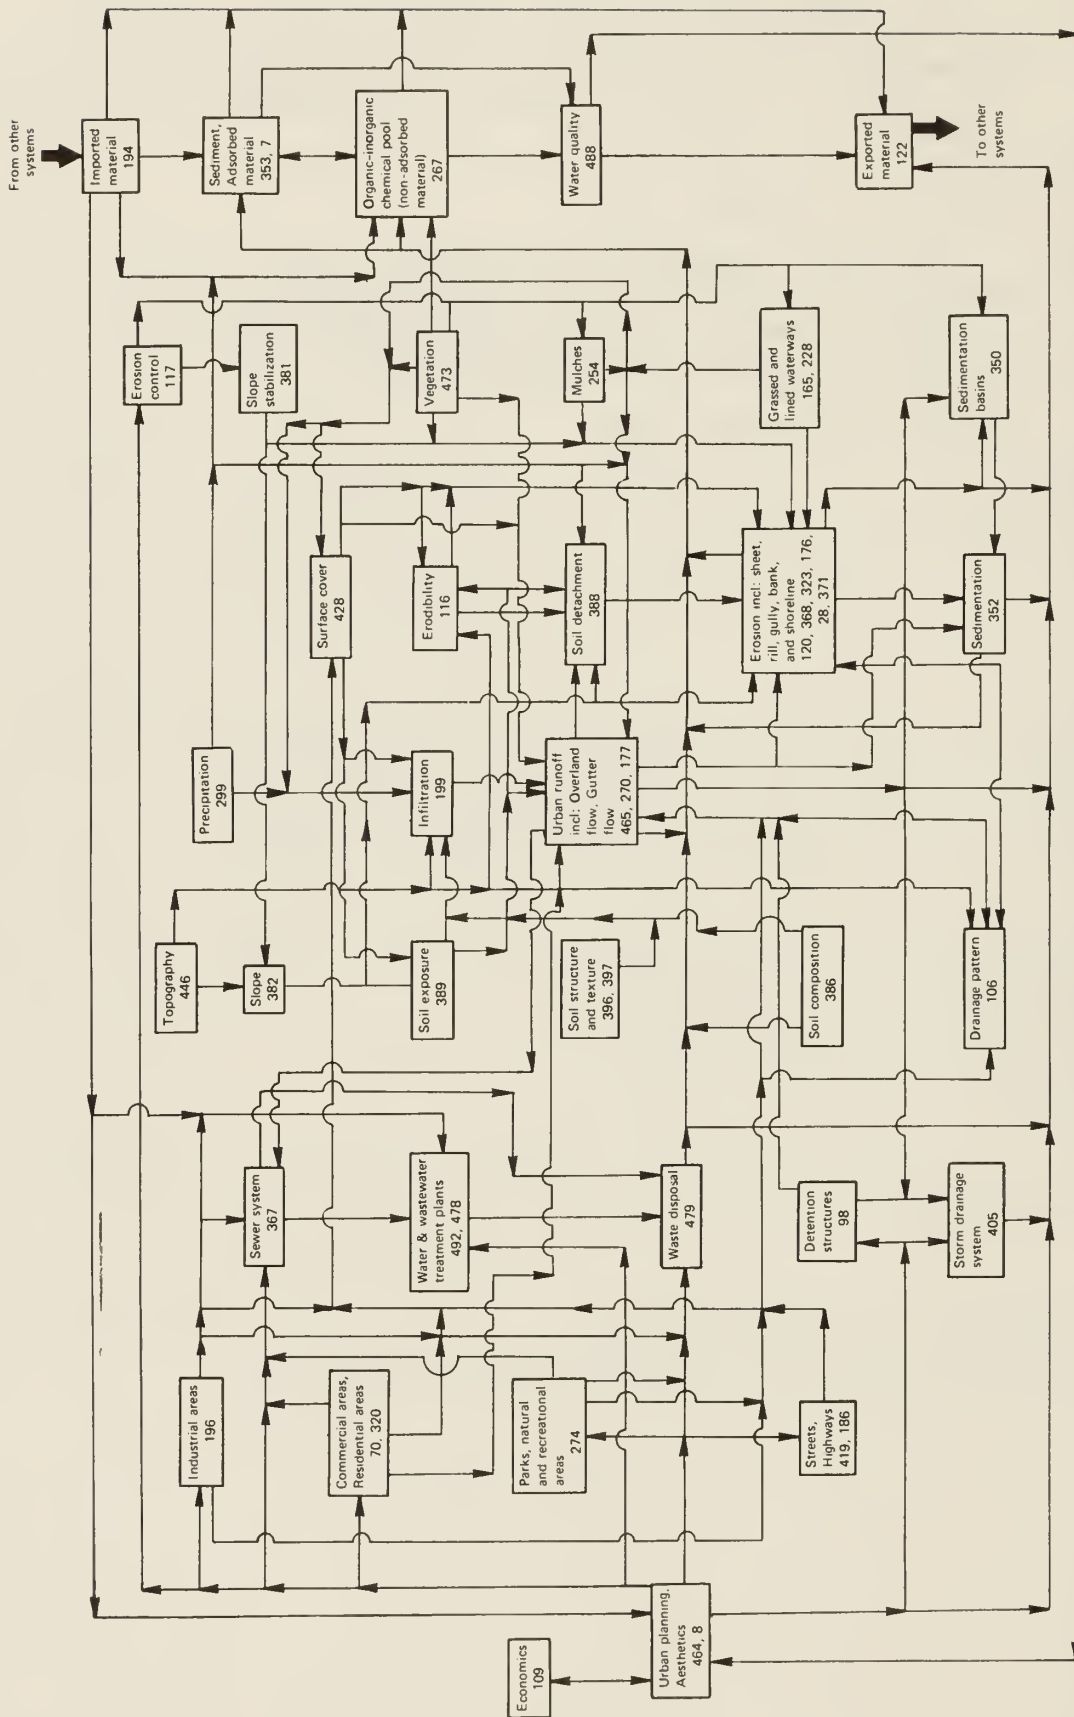 From other
systems
Imported
material
194
Sediment,
Adsorbed
material
353, 7
Organic-inorganic
chemical pool
(non-adsorbed
material)
267
Water quality
488
Exported
material
122
To other
systems
Erosion
control
117
Slope
stabilization
381
Vegetation
473
Mulches
254
Grassed and
lined waterways
165, 228
Sedimentation
basins
350
Surface cover
428
Erodibility
116
Soil detachment
388
Erosion incl: sheet,
rill, gully, bank,
and shoreline
120, 368, 323, 176,
28, 371
Sedimentation
352
Precipitation
299
Infiltration
199
Urban runoff
incl: Overland
flow, Gutter
flow
465, 270, 177
Topography
446
Slope
382
Soil exposure
389
Soil structure
and texture
396, 397
Soil composition
386
Drainage pattern
106
Sewer system
367
Water & wastewater
treatment plants
492, 478
Waste disposal
479
Detention
structures
98
Storm drainage
system
405
Industrial areas
196
Commercial areas,
Residential areas
70, 320
Parks, natural
and recreational
areas
274
Streets,
Highways
419, 186
Economics
109
Urban planning,
Aesthetics
464, 8